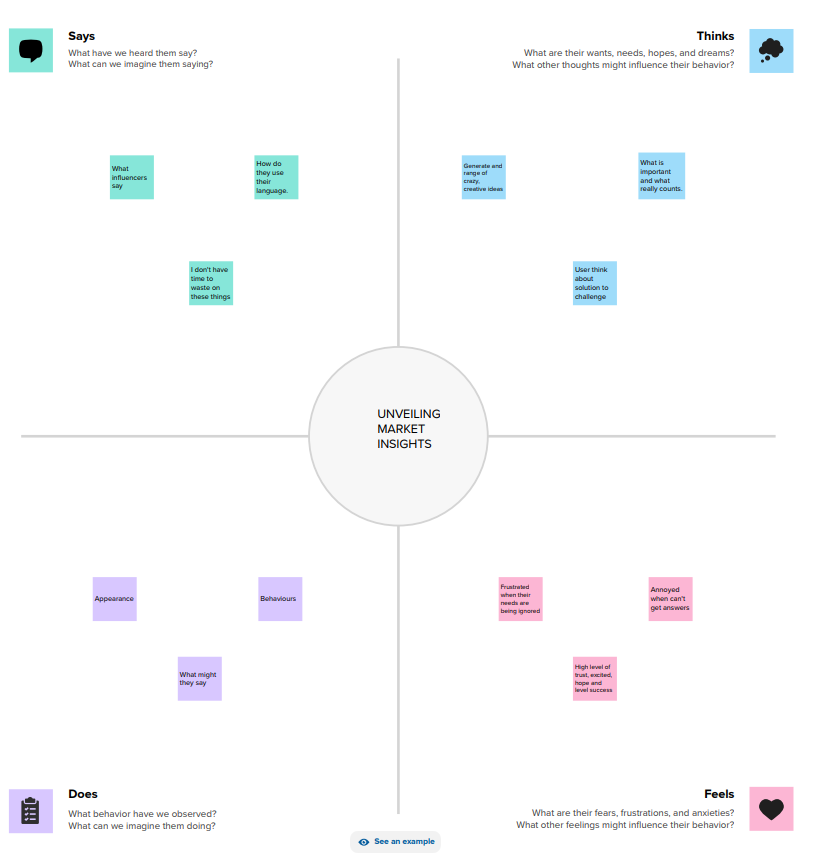 Says
What have we heard them say?
What can we imagine them saying?
Thinks
What are their wants, needs, hopes, and dreams?
What other thoughts might influence their behavior?
What
influencers
say
How do
they use
their
language.
I don't have
time to
waste on
these things
Generate and
range of
crazy,
creative ideas
What is
important
and what
really counts.
User think
about
solution to
challenge
UNVEILING
MARKET
INSIGHTS
Appearance
Behaviours
What might
they say
Frustrated
when their
needs are
being ignored
Annoyed
when can't
get answers
High level of
trust, excited,
hope and
level success
Does
What behavior have we observed?
What can we imagine them doing?
Feels
What are their fears, frustrations, and anxieties?
What other feelings might influence their behavior?
See an example